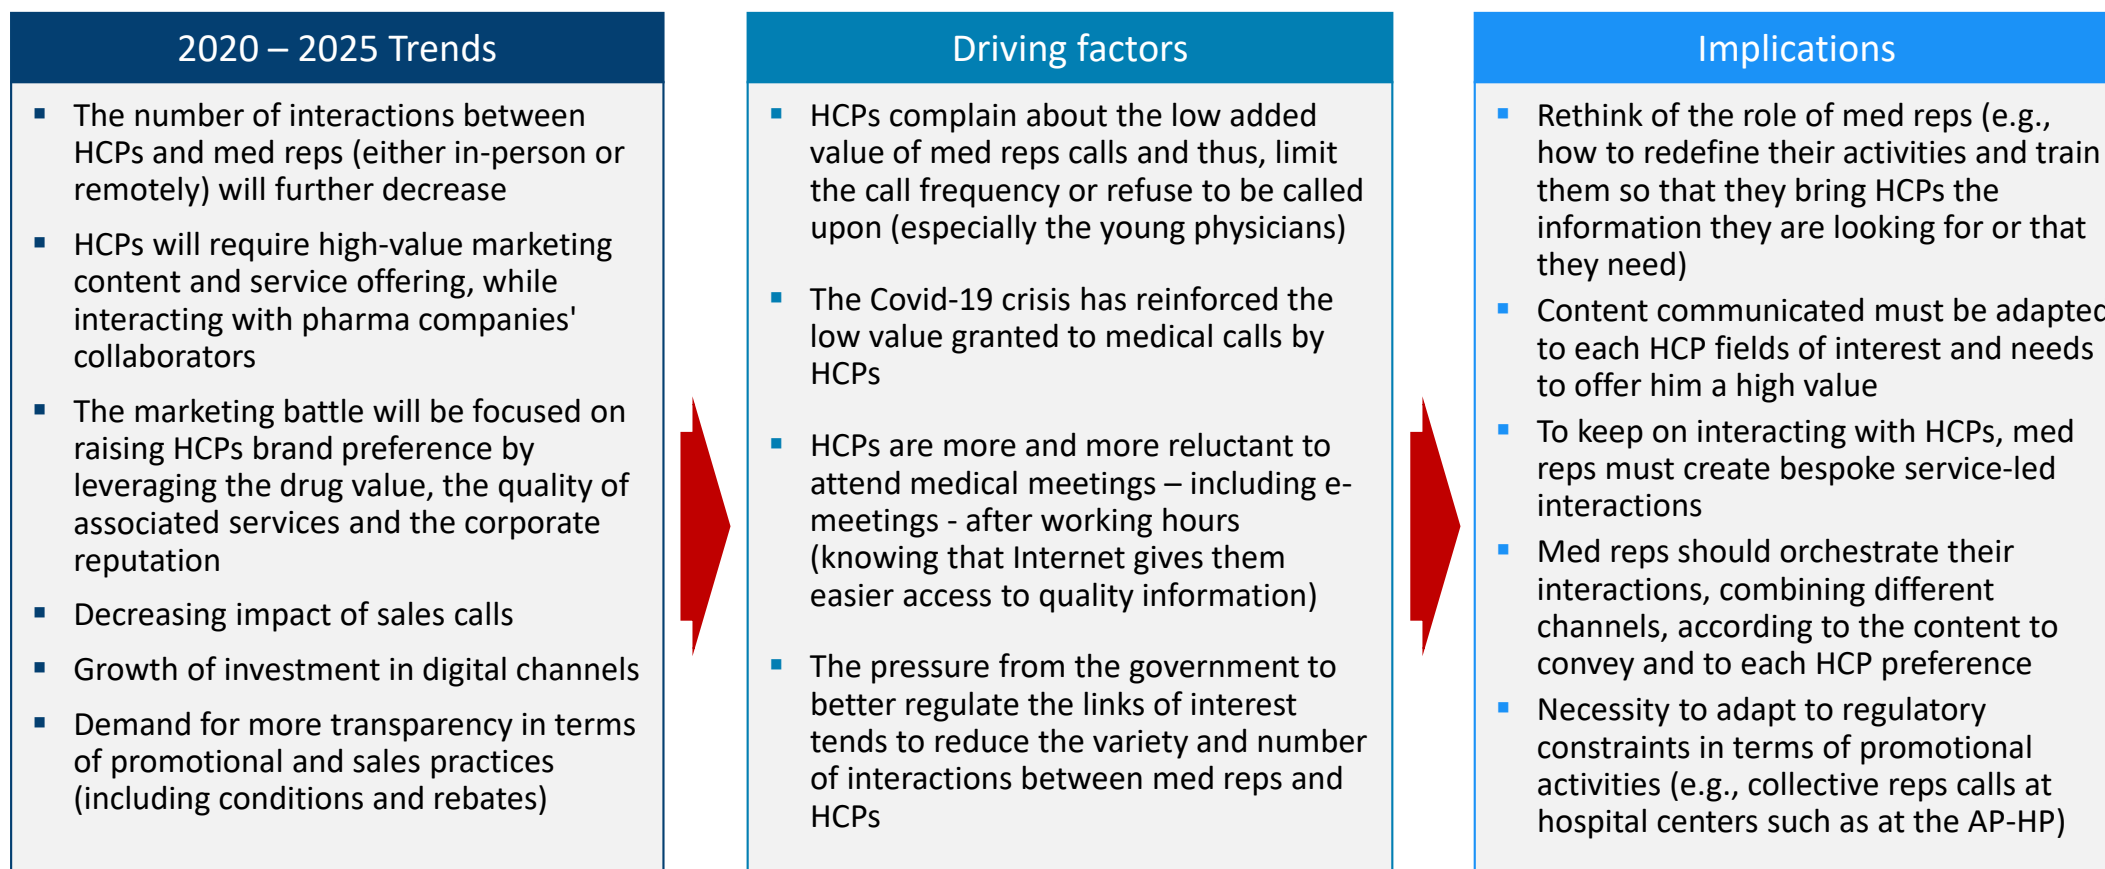 2020 – 2025 Trends
▪ The number of interactions between
HCPs and med reps (either in-person or
remotely) will further decrease
▪ HCPs will require high-value marketing
content and service offering, while
interacting with pharma companies'
collaborators
▪ The marketing battle will be focused on
raising HCPs brand preference by
leveraging the drug value, the quality of
associated services and the corporate
reputation
▪ Decreasing impact of sales calls
▪ Growth of investment in digital channels
▪ Demand for more transparency in terms
of promotional and sales practices
(including conditions and rebates)
Driving factors
▪ HCPs complain about the low added
value of med reps calls and thus, limit
the call frequency or refuse to be called
upon (especially the young physicians)
▪ The Covid-19 crisis has reinforced the
low value granted to medical calls by
HCPs
▪ HCPs are more and more reluctant to
attend medical meetings – including e-
meetings - after working hours
(knowing that Internet gives them
easier access to quality information)
▪ The pressure from the government to
better regulate the links of interest
tends to reduce the variety and number
of interactions between med reps and
HCPs
Implications
▪ Rethink of the role of med reps (e.g.,
how to redefine their activities and train
them so that they bring HCPs the
information they are looking for or that
they need)
▪ Content communicated must be adapted
to each HCP fields of interest and needs
to offer him a high value
▪ To keep on interacting with HCPs, med
reps must create bespoke service-led
interactions
▪ Med reps should orchestrate their
interactions, combining different
channels, according to the content to
convey and to each HCP preference
▪ Necessity to adapt to regulatory
constraints in terms of promotional
activities (e.g., collective reps calls at
hospital centers such as at the AP-HP)